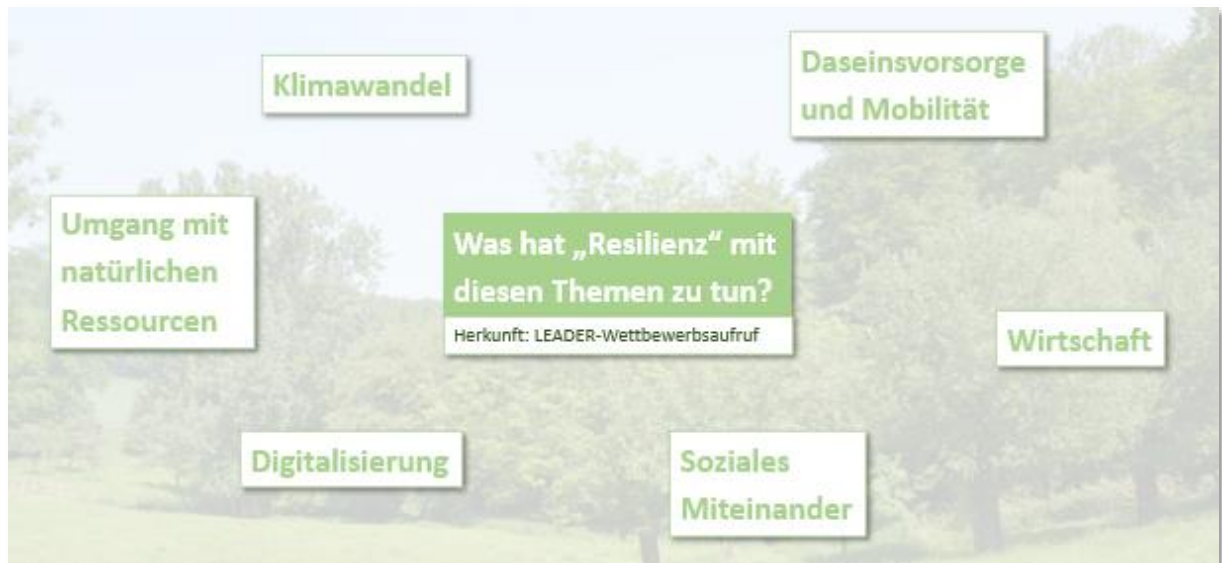 Klimawandel
Daseinsvorsorge
und Mobilität
Umgang mit
natürlichen
Ressourcen
Was hat „Resilienz“ mit
diesen Themen zu tun?
Herkunft: LEADER-Wettbewerbsaufruf
Wirtschaft
Digitalisierung
Soziales
Miteinander